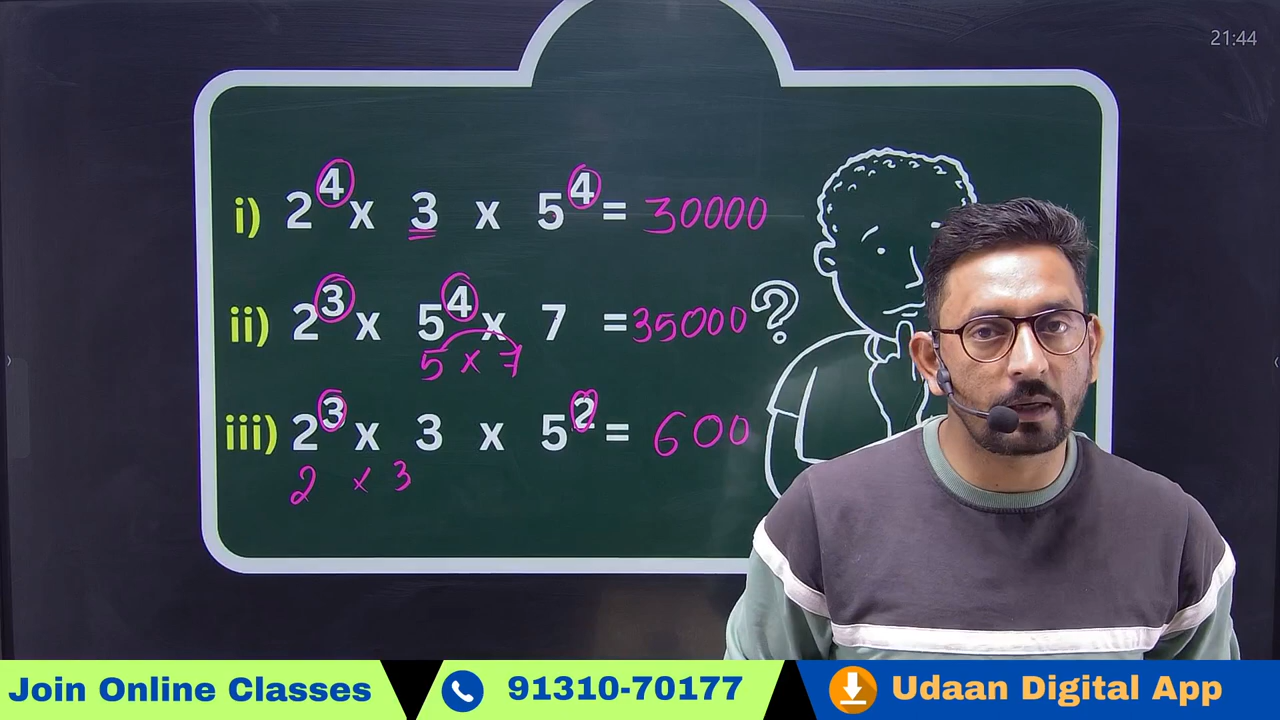 21:44
i) 2⁴ x 3 x 5⁴ = 30000
ii) 2³ x 5⁴ x 7 = 35000 ?
5 x 7
iii) 2³ x 3 x 5² = 600
2 x 3
Join Online Classes 91310-70177 Udaan Digital App